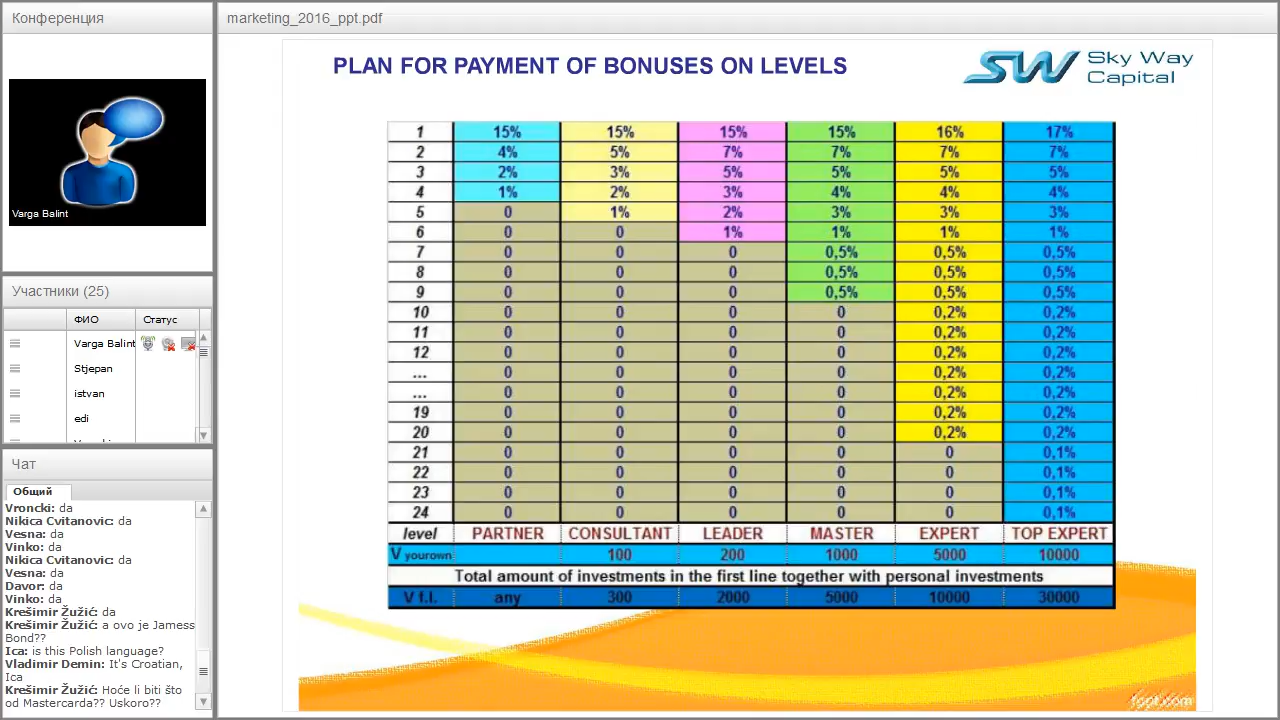 Конференция
Varga Balint
Участники (25)
ФИО Статус
Varga Balint
Stjepan
istvan
edi
Чат
Общий
Vroncki: da
Nikica Cvitanovic: da
Vesna: da
Vinko: da
Nikica Cvitanovic: da
Vesna: da
Davor: da
Vinko: da
Krešimir Žužić: da
Krešimir Žužić: a ovo je Jamess
Bond??
Ica: is this Polish language?
Vladimir Demin: It's Croatian,
Ica
Krešimir Žužić: Hoće li biti što
od Mastercarda?? Uskoro??
marketing_2016_ppt.pdf
PLAN FOR PAYMENT OF BONUSES ON LEVELS
SW Sky Way
Capital
1 15% 15% 15% 15% 16% 17%
2 4% 5% 7% 7% 7% 7%
3 2% 3% 5% 5% 5% 5%
4 1% 2% 3% 4% 4% 4%
5 0 1% 2% 3% 3% 3%
6 0 0 1% 1% 1% 1%
7 0 0 0 0,5% 0,5% 0,5%
8 0 0 0 0,5% 0,5% 0,5%
9 0 0 0 0,5% 0,5% 0,5%
10 0 0 0 0 0,2% 0,2%
11 0 0 0 0 0,2% 0,2%
12 0 0 0 0 0,2% 0,2%
... 0 0 0 0 0,2% 0,2%
... 0 0 0 0 0,2% 0,2%
19 0 0 0 0 0,2% 0,2%
20 0 0 0 0 0,2% 0,2%
21 0 0 0 0 0 0,1%
22 0 0 0 0 0 0,1%
23 0 0 0 0 0 0,1%
24 0 0 0 0 0 0,1%
level PARTNER CONSULTANT LEADER MASTER EXPERT TOP EXPERT
V yourown 100 200 1000 5000 10000
Total amount of investments in the first line together with personal investments
V f.l. any 300 2000 5000 10000 30000
fppt.com